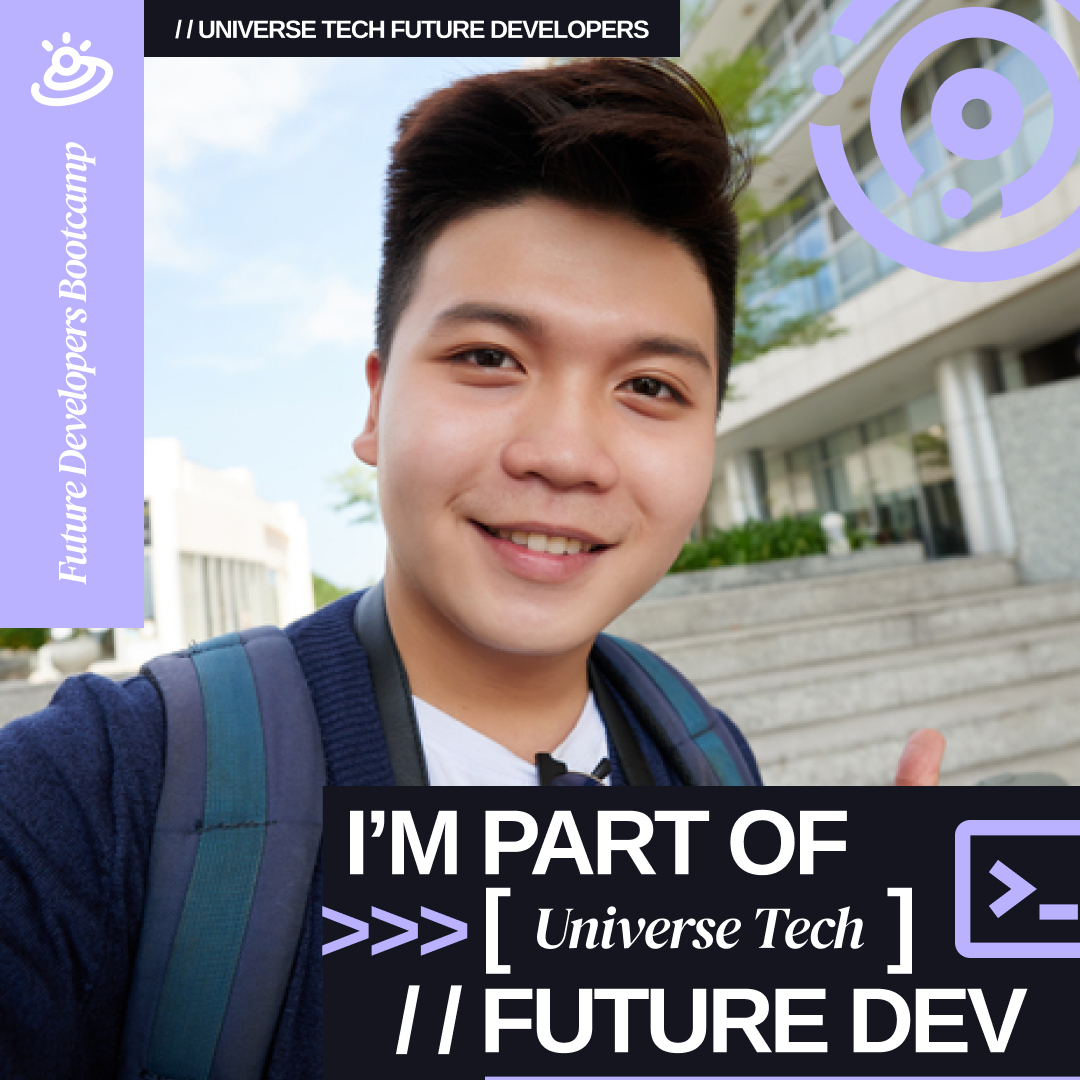 // UNIVERSE TECH FUTURE DEVELOPERS
Future Developers Bootcamp
I’M PART OF
>>> [ Universe Tech ]
// FUTURE DEV
>_